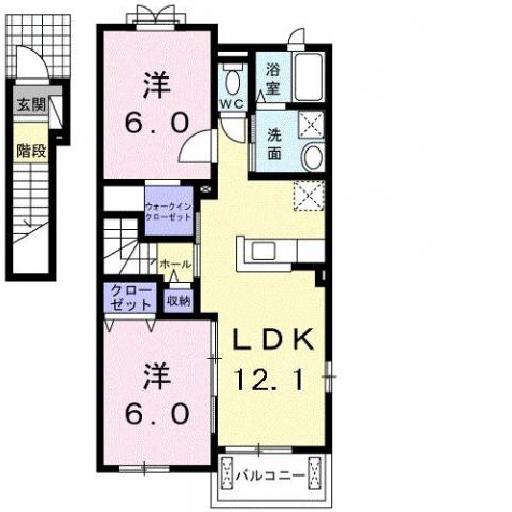 玄関
階段
洋
6.0
WC
浴
室
洗
面
ウォークイン
クローゼット
ホール
クロー
ゼット
収納
LDK
12.1
洋
6.0
バルコニー